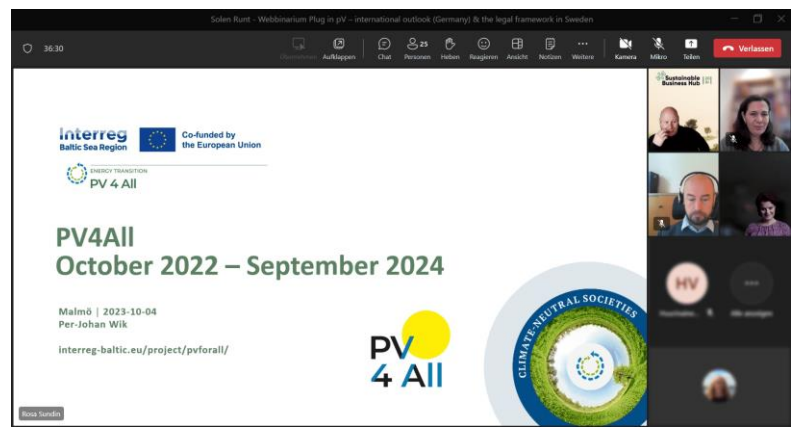 Solen Runt - Webbinarium Plug in pV – international outlook (Germany) & the legal framework in Sweden
36:30
Aufklappen
Chat
25
Personen
Heben
Reagieren
Ansicht
Notizen
Weitere
Kamera
Mikro
Teilen
Verlassen
Interreg
Baltic Sea Region
Co-funded by
the European Union
ENERGY TRANSITION
PV 4 All
PV4All
October 2022 – September 2024
Malmö | 2023-10-04
Per-Johan Wik
interreg-baltic.eu/project/pvforall/
PV
4 All
CLIMATE-NEUTRAL SOCIETIES
Rosa Sundin
Sustainable
Business Hub
HV
Alle anzeigen